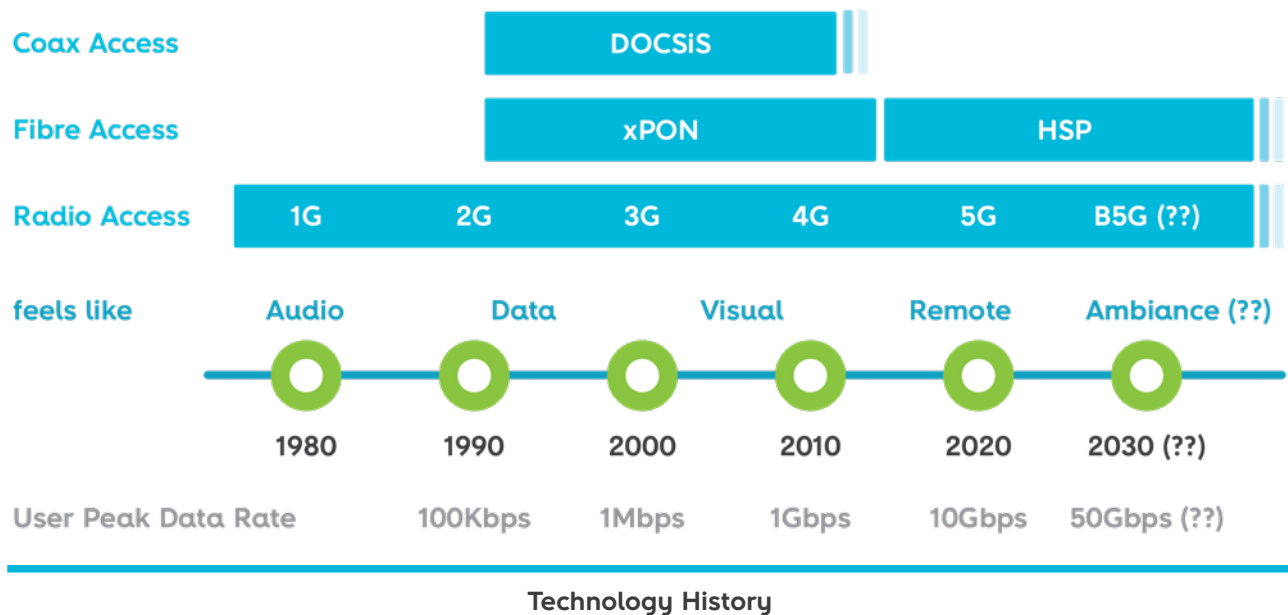 Coax Access DOCSiS
Fibre Access xPON HSP
Radio Access 1G 2G 3G 4G 5G B5G (??)
feels like Audio Data Visual Remote Ambiance (??)
1980 1990 2000 2010 2020 2030 (??)
User Peak Data Rate 100Kbps 1Mbps 1Gbps 10Gbps 50Gbps (??)
Technology History